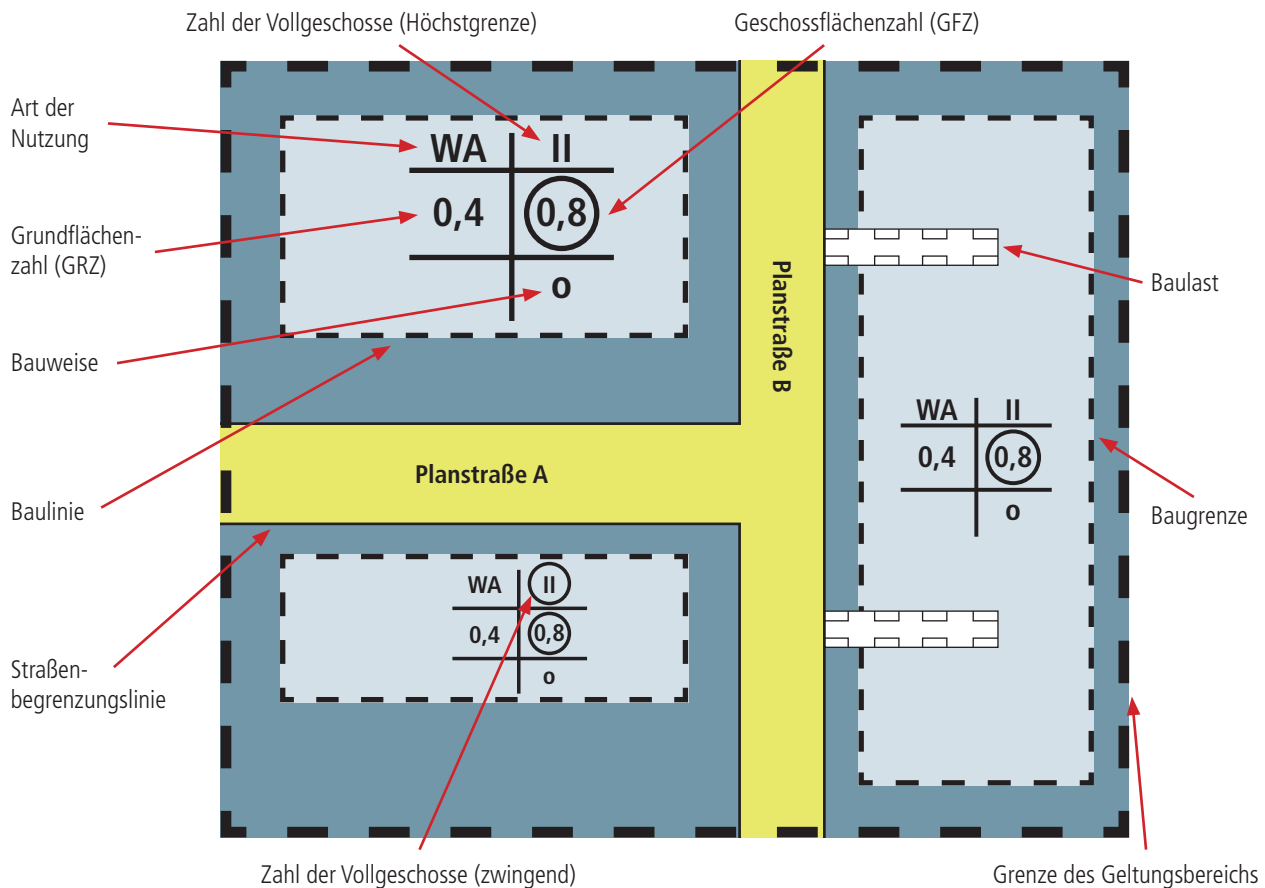 Zahl der Vollgeschosse (Höchstgrenze)
Geschossflächenzahl (GFZ)
Art der
Nutzung
WA II
0,4 0,8
o
Grundflächen-
zahl (GRZ)
Bauweise
Baulinie
Straßen-
begrenzungslinie
Planstraße A
Planstraße B
Baulast
WA II
0,4 0,8
o
Baugrenze
WA II
0,4 0,8
o
Zahl der Vollgeschosse (zwingend)
Grenze des Geltungsbereichs